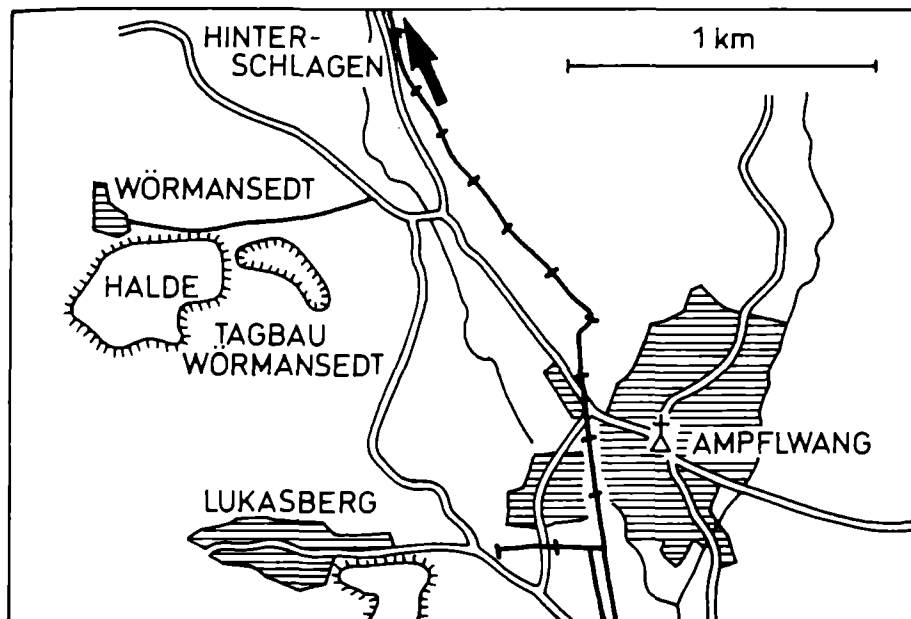 HINTER-
SCHLAGEN
1 km
WÖRMANSEDT
HALDE
TAGBAU
WÖRMANSEDT
AMPFLWANG
LUKASBERG